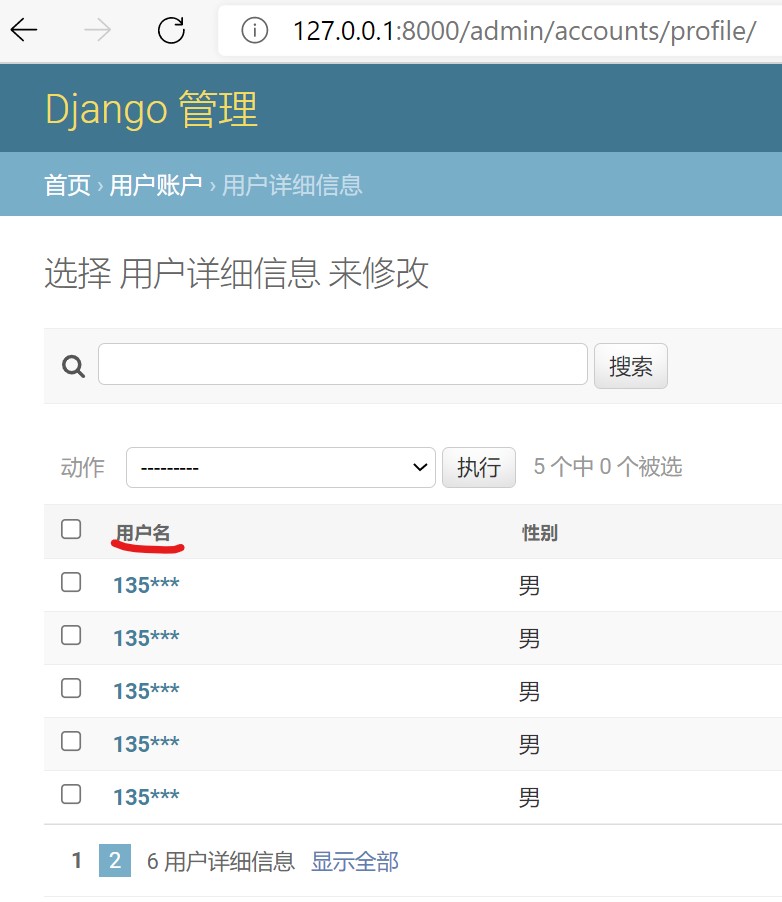 127.0.0.1:8000/admin/accounts/profile/
Django 管理
首页 › 用户账户 › 用户详细信息
选择 用户详细信息 来修改
搜索
动作 --------- 执行 5 个中 0 个被选
用户名 性别
135*** 男
135*** 男
135*** 男
135*** 男
135*** 男
1 2 6 用户详细信息 显示全部